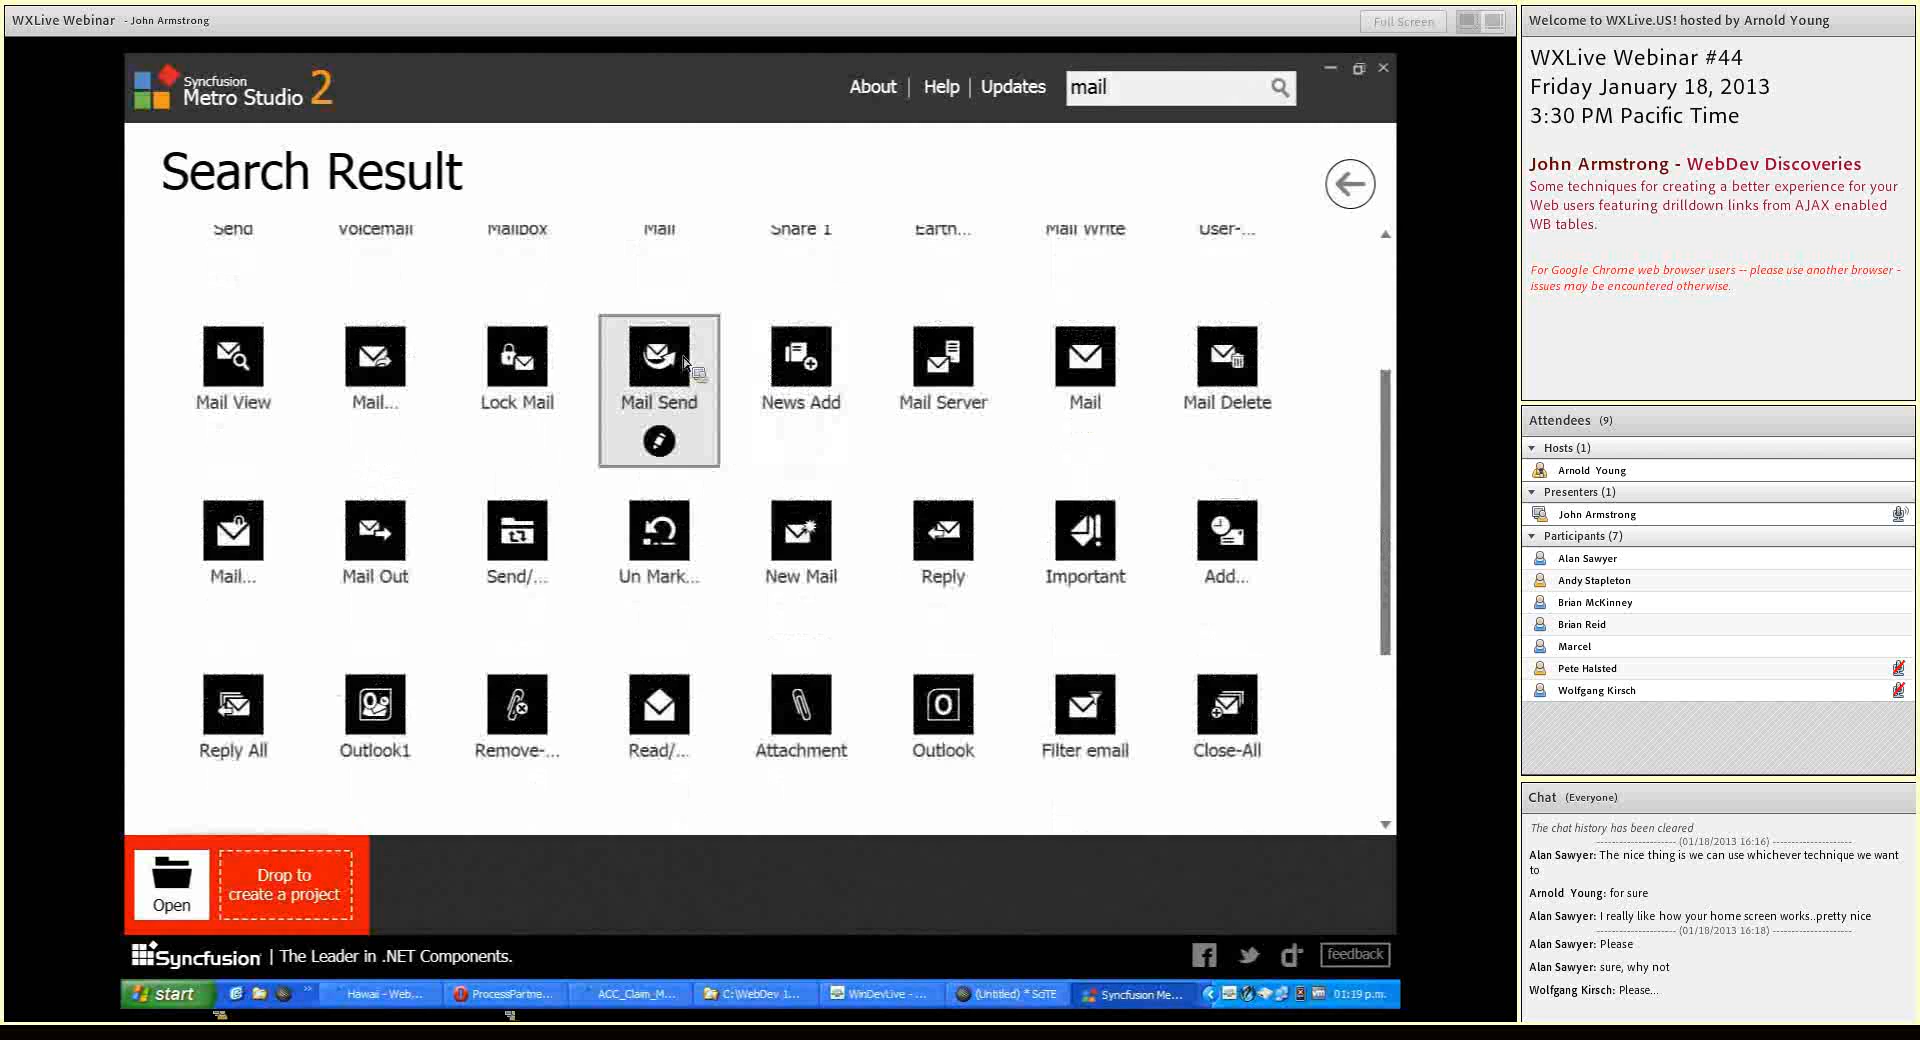 WXLive Webinar - John Armstrong
Full Screen
Syncfusion
Metro Studio 2
About | Help | Updates
mail
Search Result
Send Voicemail Mailbox Mail Share 1 Earth... Mail Write User-...
Mail View Mail... Lock Mail Mail Send News Add Mail Server Mail Mail Delete
Mail... Mail Out Send/... Un Mark... New Mail Reply Important Add...
Reply All Outlook1 Remove-... Read/... Attachment Outlook Filter email Close-All
Open
Drop to
create a project
Syncfusion | The Leader in .NET Components.
feedback
start
Hawaii - Web... ProcessPartne... ACC_Claim_M... C:\WebDev 1... WinDevLive - ... (Untitled) * SciTE Syncfusion Me... 01:19 p.m.
Welcome to WXLive.US! hosted by Arnold Young
WXLive Webinar #44
Friday January 18, 2013
3:30 PM Pacific Time
John Armstrong - WebDev Discoveries
Some techniques for creating a better experience for your
Web users featuring drilldown links from AJAX enabled
WB tables.
For Google Chrome web browser users -- please use another browser -
issues may be encountered otherwise.
Attendees (9)
Hosts (1)
Arnold Young
Presenters (1)
John Armstrong
Participants (7)
Alan Sawyer
Andy Stapleton
Brian McKinney
Brian Reid
Marcel
Pete Halsted
Wolfgang Kirsch
Chat (Everyone)
The chat history has been cleared
---------------------- (01/18/2013 16:16) ----------------------
Alan Sawyer: The nice thing is we can use whichever technique we want
to
Arnold Young: for sure
Alan Sawyer: I really like how your home screen works..pretty nice
---------------------- (01/18/2013 16:18) ----------------------
Alan Sawyer: Please
Alan Sawyer: sure, why not
Wolfgang Kirsch: Please...